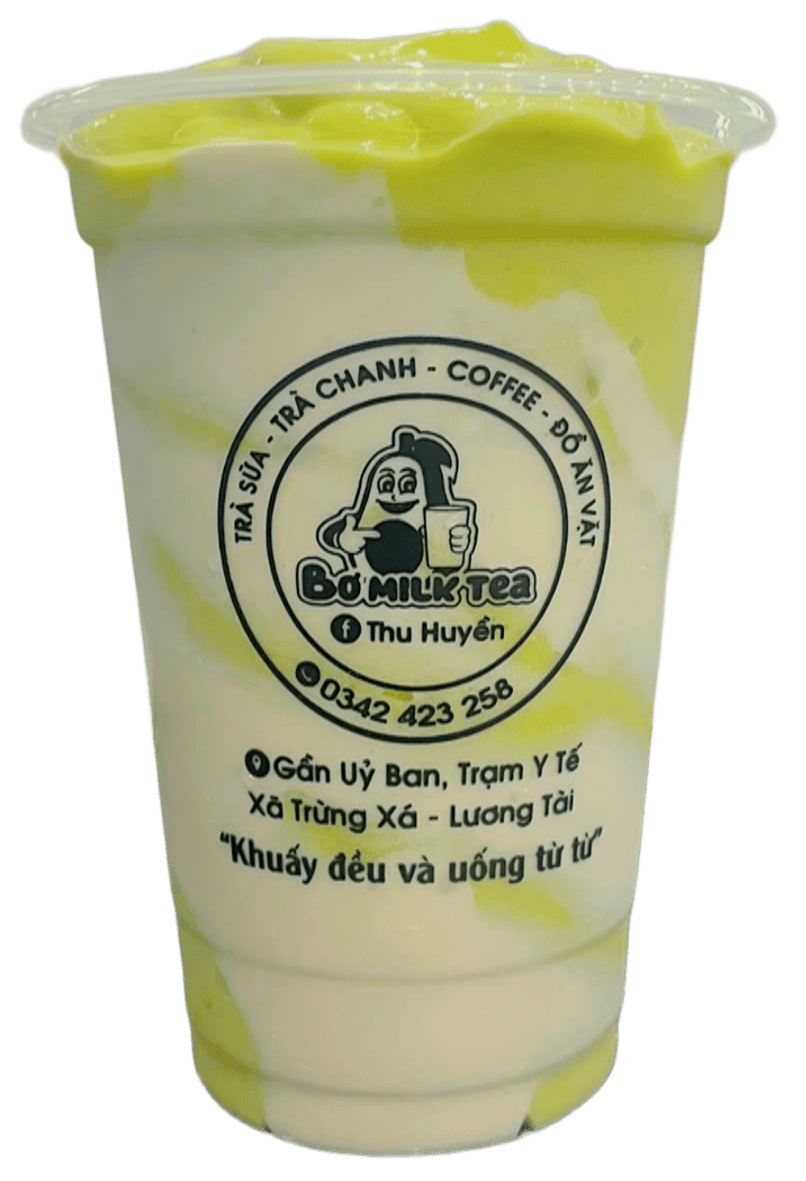 TRÀ SỮA - TRÀ CHANH - COFFEE - ĐỒ ĂN VẶT
BƠ MILK Tea
Thu Huyền
0342 423 258
Gần Uỷ Ban, Trạm Y Tế
Xã Trừng Xá - Lương Tài
“Khuấy đều và uống từ từ”